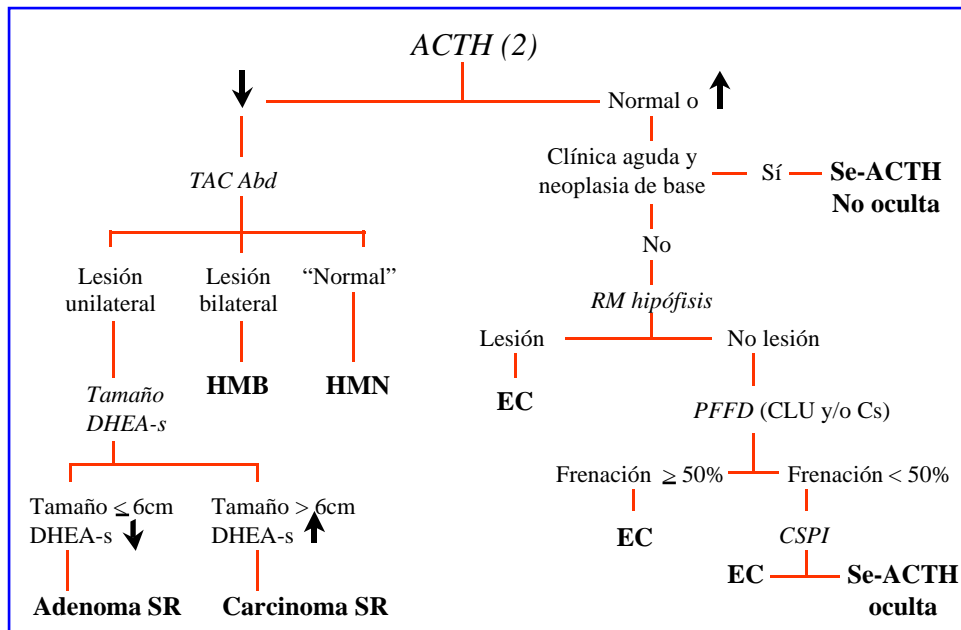 ACTH (2)
Normal o
TAC Abd
Lesión
unilateral
Lesión
bilateral
“Normal”
HMB
HMN
Tamaño
DHEA-s
Tamaño ≤ 6cm
DHEA-s
Tamaño > 6cm
DHEA-s
Adenoma SR
Carcinoma SR
Clínica aguda y
neoplasia de base
Sí
Se-ACTH
No oculta
No
RM hipófisis
Lesión
No lesión
EC
PFFD (CLU y/o Cs)
Frenación ≥ 50%
Frenación < 50%
EC
CSPI
EC
Se-ACTH
oculta